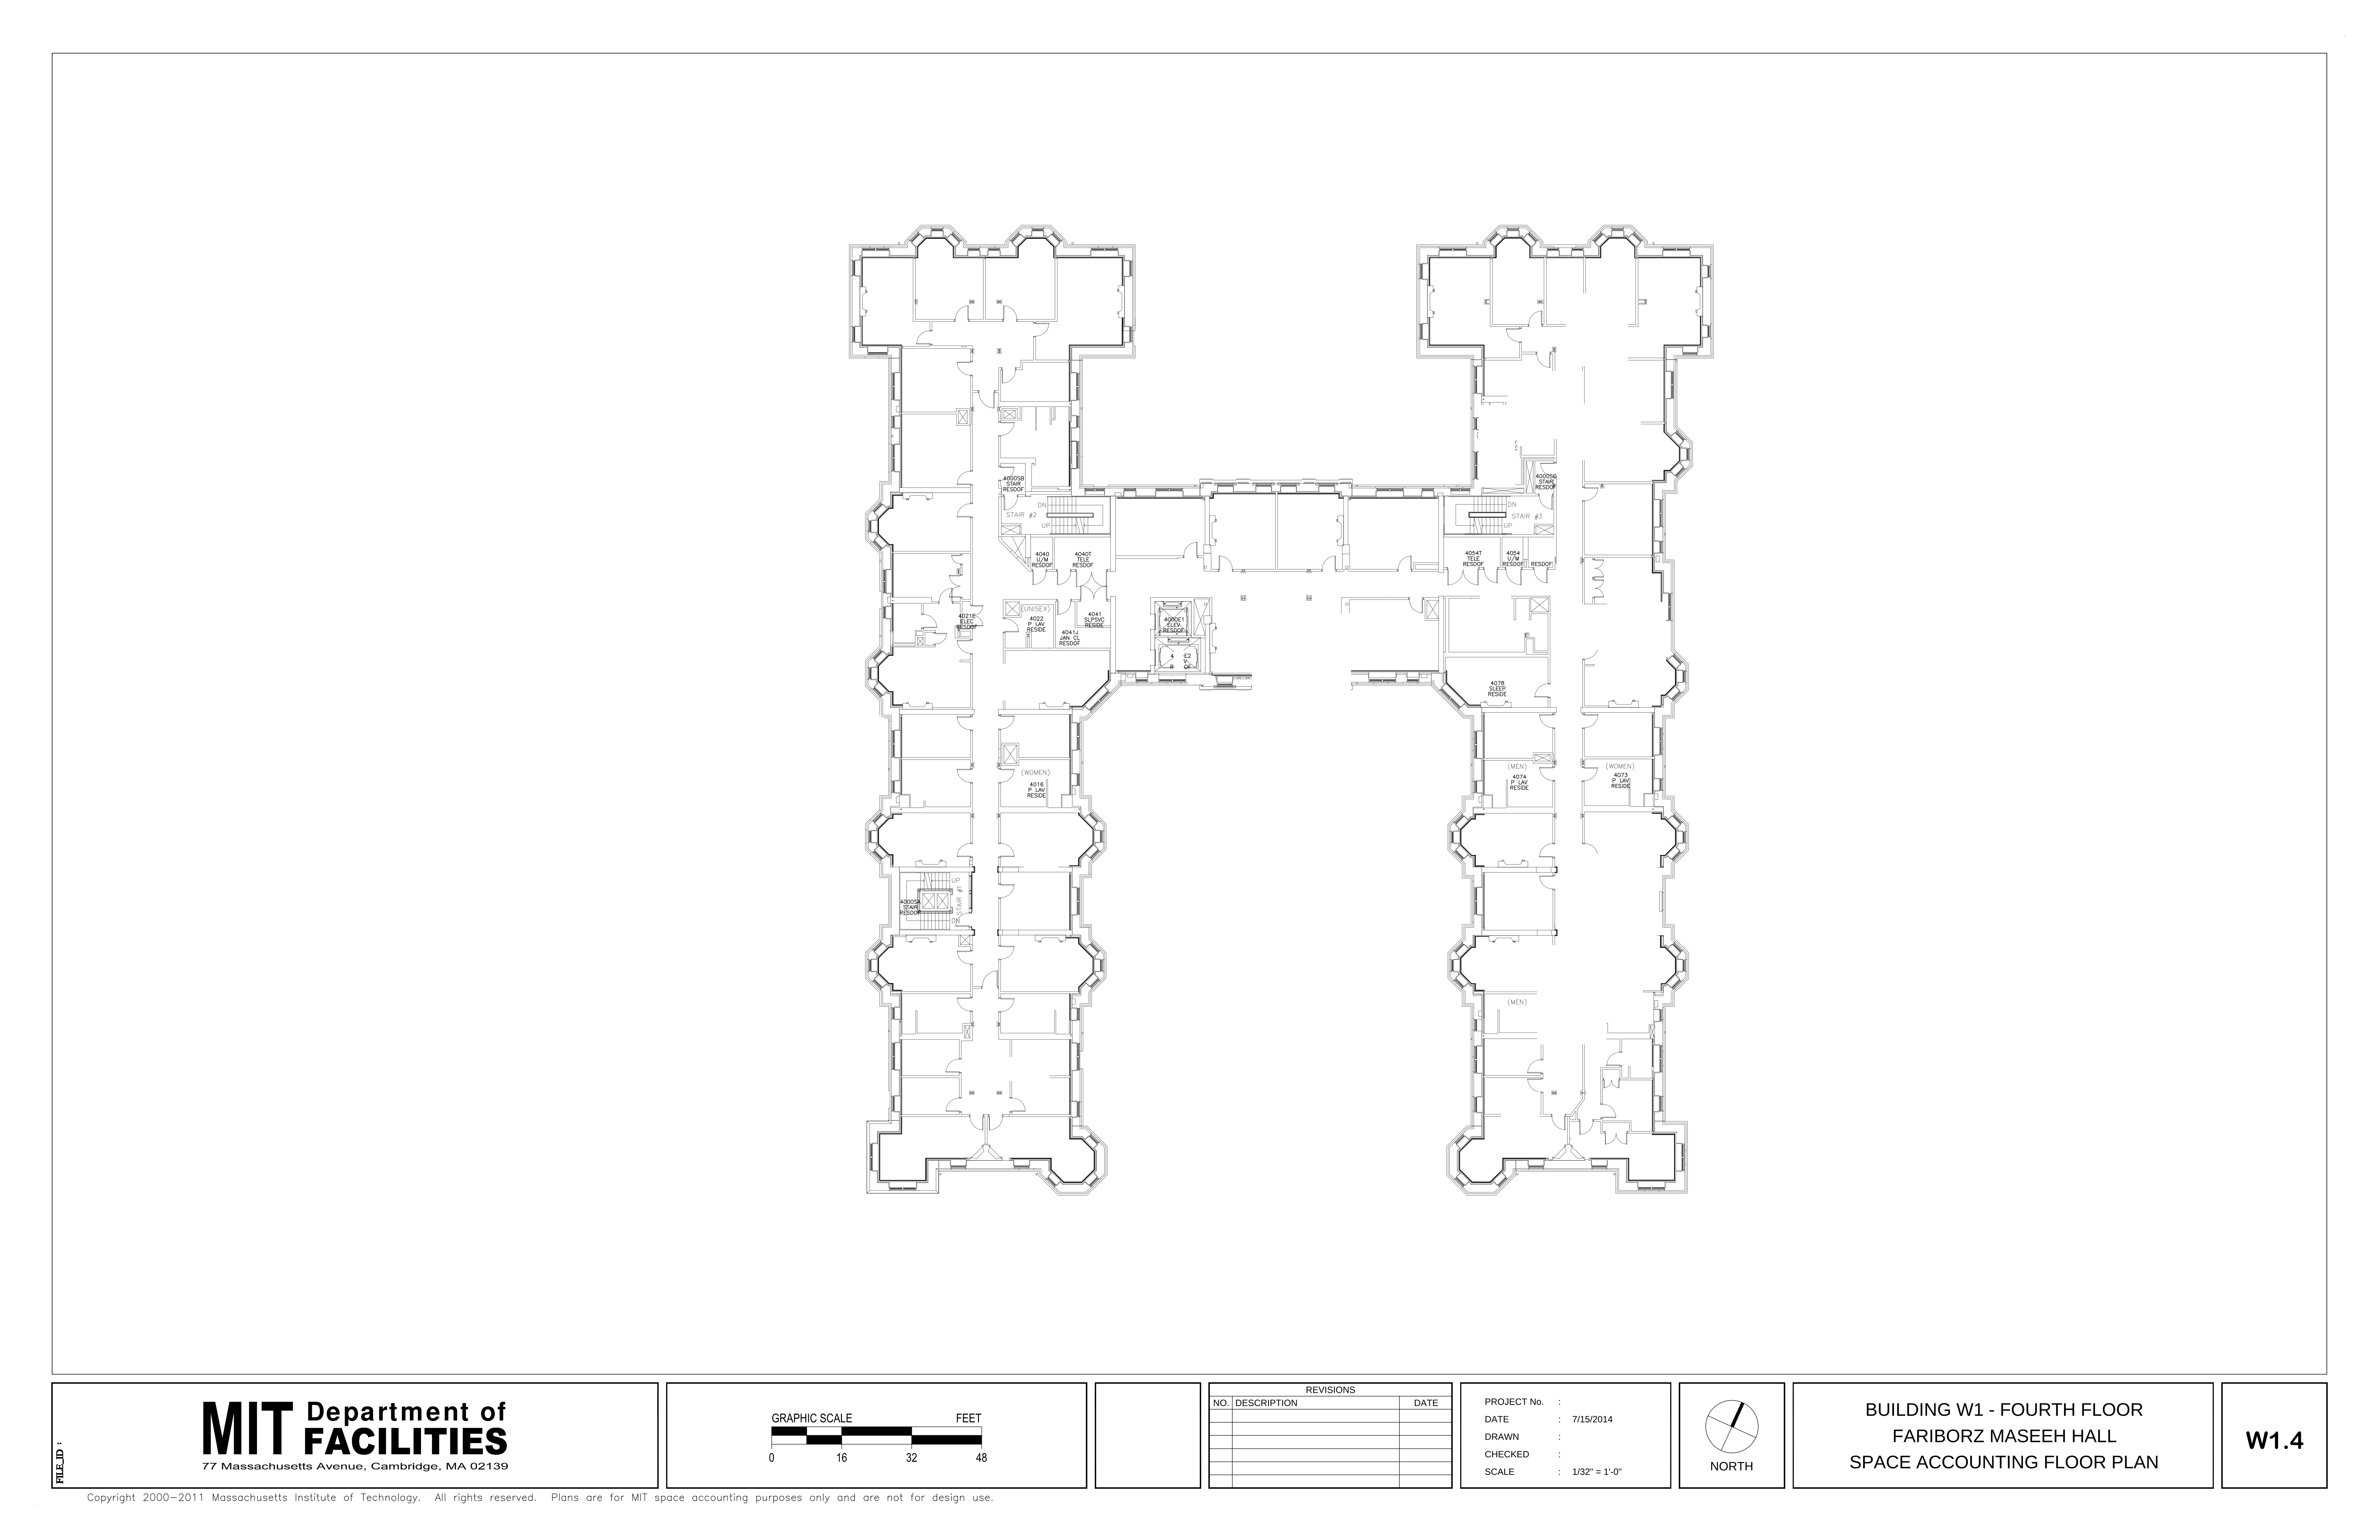 4000SB
STAIR
RESDOF
DN
STAIR #2
UP
4000SC
STAIR
RESDOF
DN
STAIR #3
UP
4040
U/M
RESDOF
4040T
TELE
RESDOF
4054T
TELE
RESDOF
4054
U/M
RESDOF
RESDOF
4021E
ELEC
RESDOF
(UNISEX)
4022
P LAV
RESIDE
4041
SLPSVC
RESIDE
4041J
JAN CL
RESDOF
4000E1
ELEV
RESDOF
4 E2
V
R OF
4078
SLEEP
RESIDE
(WOMEN)
4016
P LAV
RESIDE
(MEN)
4074
P LAV
RESIDE
(WOMEN)
4073
P LAV
RESIDE
UP
STAIR #1
4000SA
STAIR
RESDOF
DN
(MEN)
FILE_ID :
MIT Department of
FACILITIES
77 Massachusetts Avenue, Cambridge, MA 02139
GRAPHIC SCALE FEET
0 16 32 48
REVISIONS
NO. DESCRIPTION DATE
PROJECT No. :
DATE : 7/15/2014
DRAWN :
CHECKED :
SCALE : 1/32" = 1'-0"
NORTH
BUILDING W1 - FOURTH FLOOR
FARIBORZ MASEEH HALL
SPACE ACCOUNTING FLOOR PLAN
W1.4
Copyright 2000-2011 Massachusetts Institute of Technology. All rights reserved. Plans are for MIT space accounting purposes only and are not for design use.